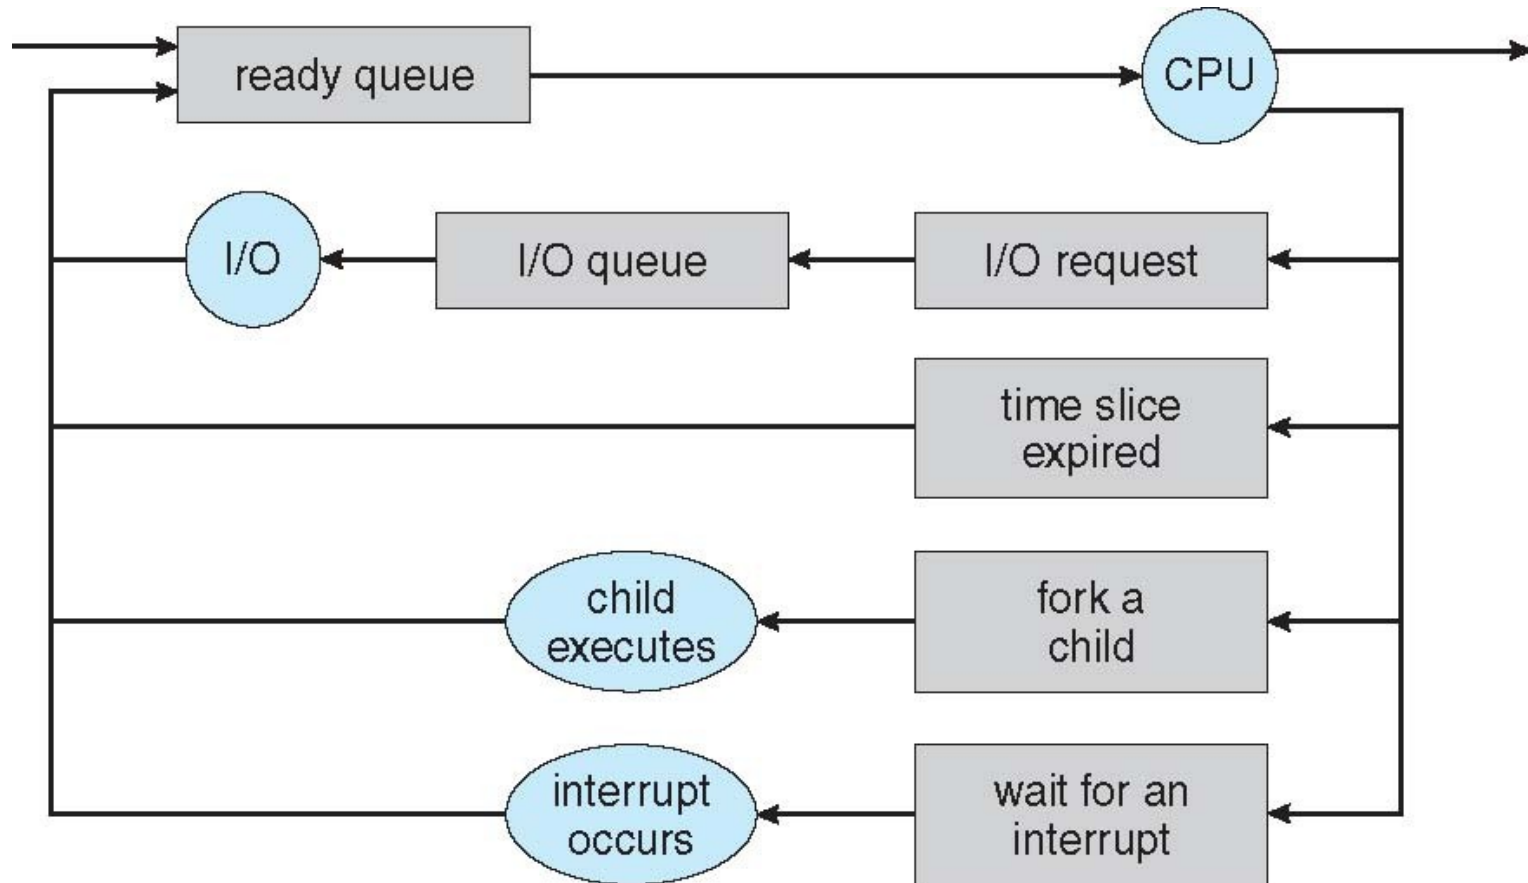 ready queue
CPU
I/O
I/O queue
I/O request
time slice
expired
child
executes
fork a
child
interrupt
occurs
wait for an
interrupt